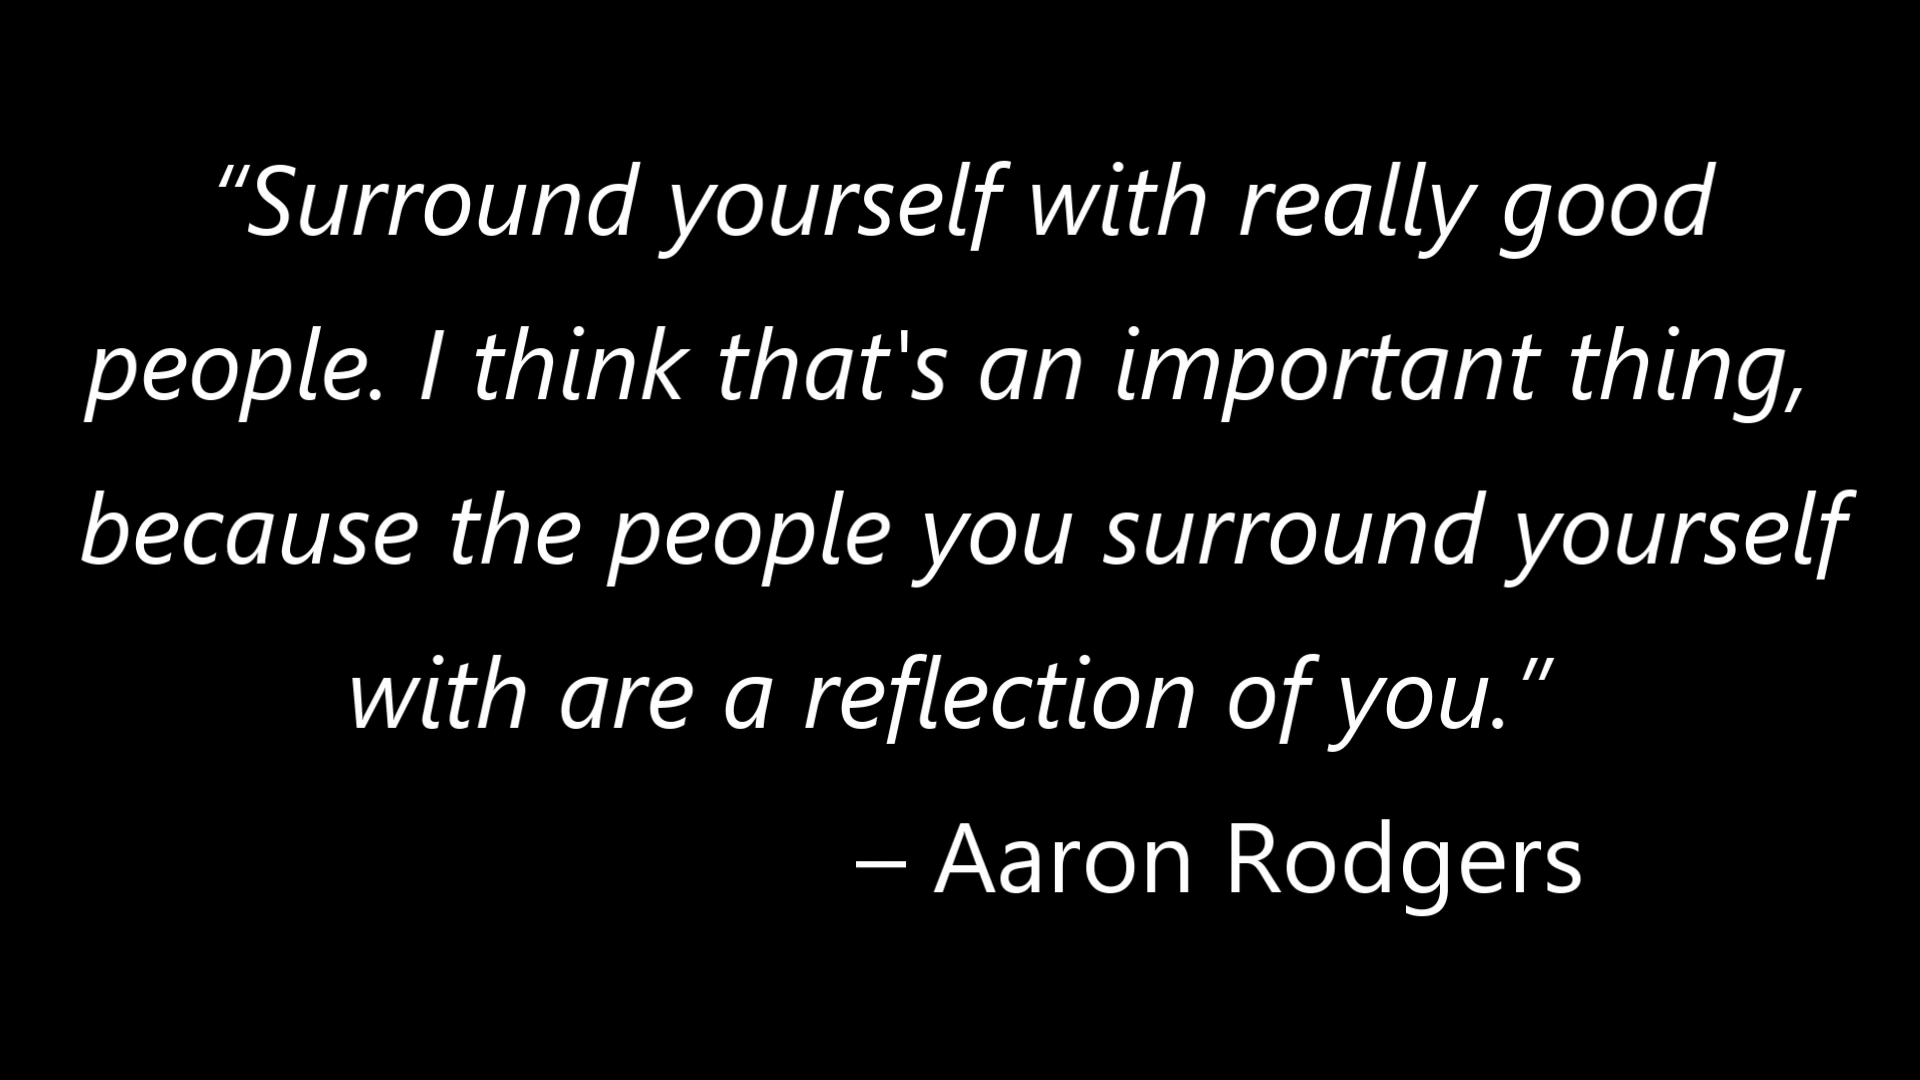 “Surround yourself with really good
people. I think that's an important thing,
because the people you surround yourself
with are a reflection of you.”
– Aaron Rodgers